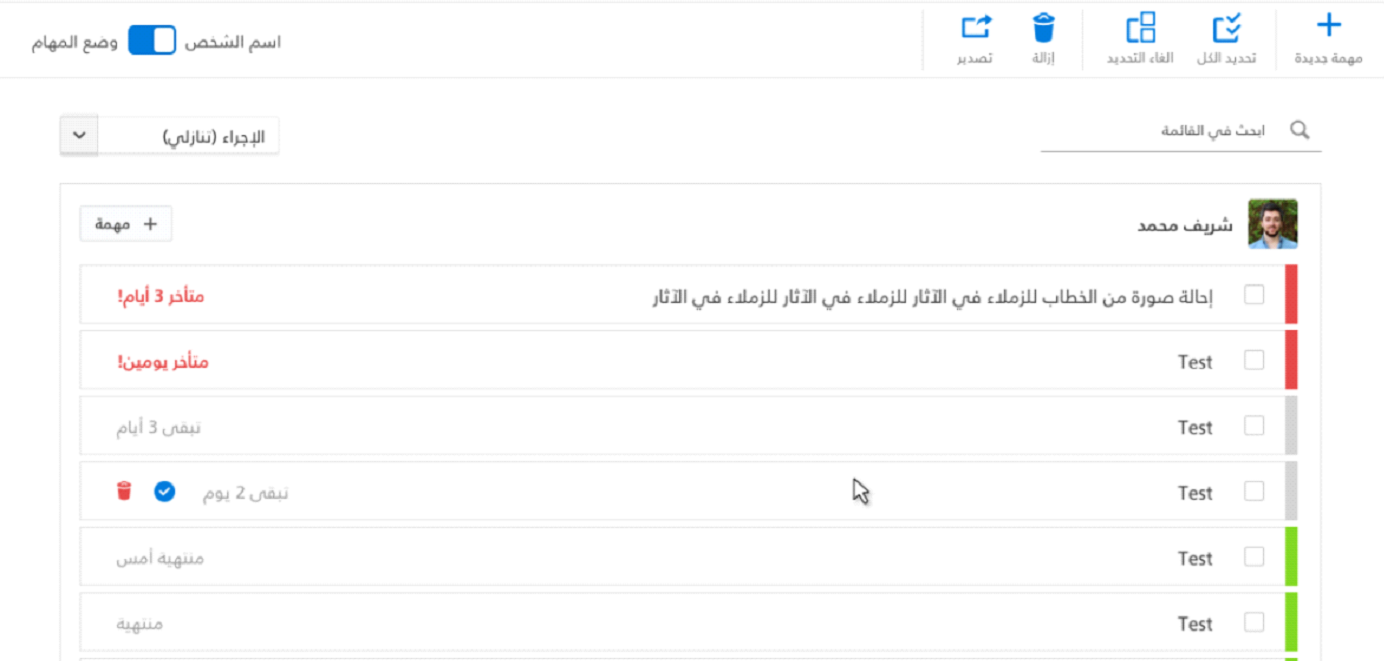 مهمة جديدة
تحديد الكل
الغاء التحديد
إزالة
تصدير
اسم الشخص
وضع المهام
ابحث في القائمة
الإجراء (تنازلي)
شريف محمد
+ مهمة
إحالة صورة من الخطاب للزملاء في الآثار للزملاء في الآثار للزملاء في الآثار
متأخر 3 أيام!
Test
متأخر يومين!
Test
تبقى 3 أيام
Test
تبقى 2 يوم
Test
منتهية أمس
Test
منتهية